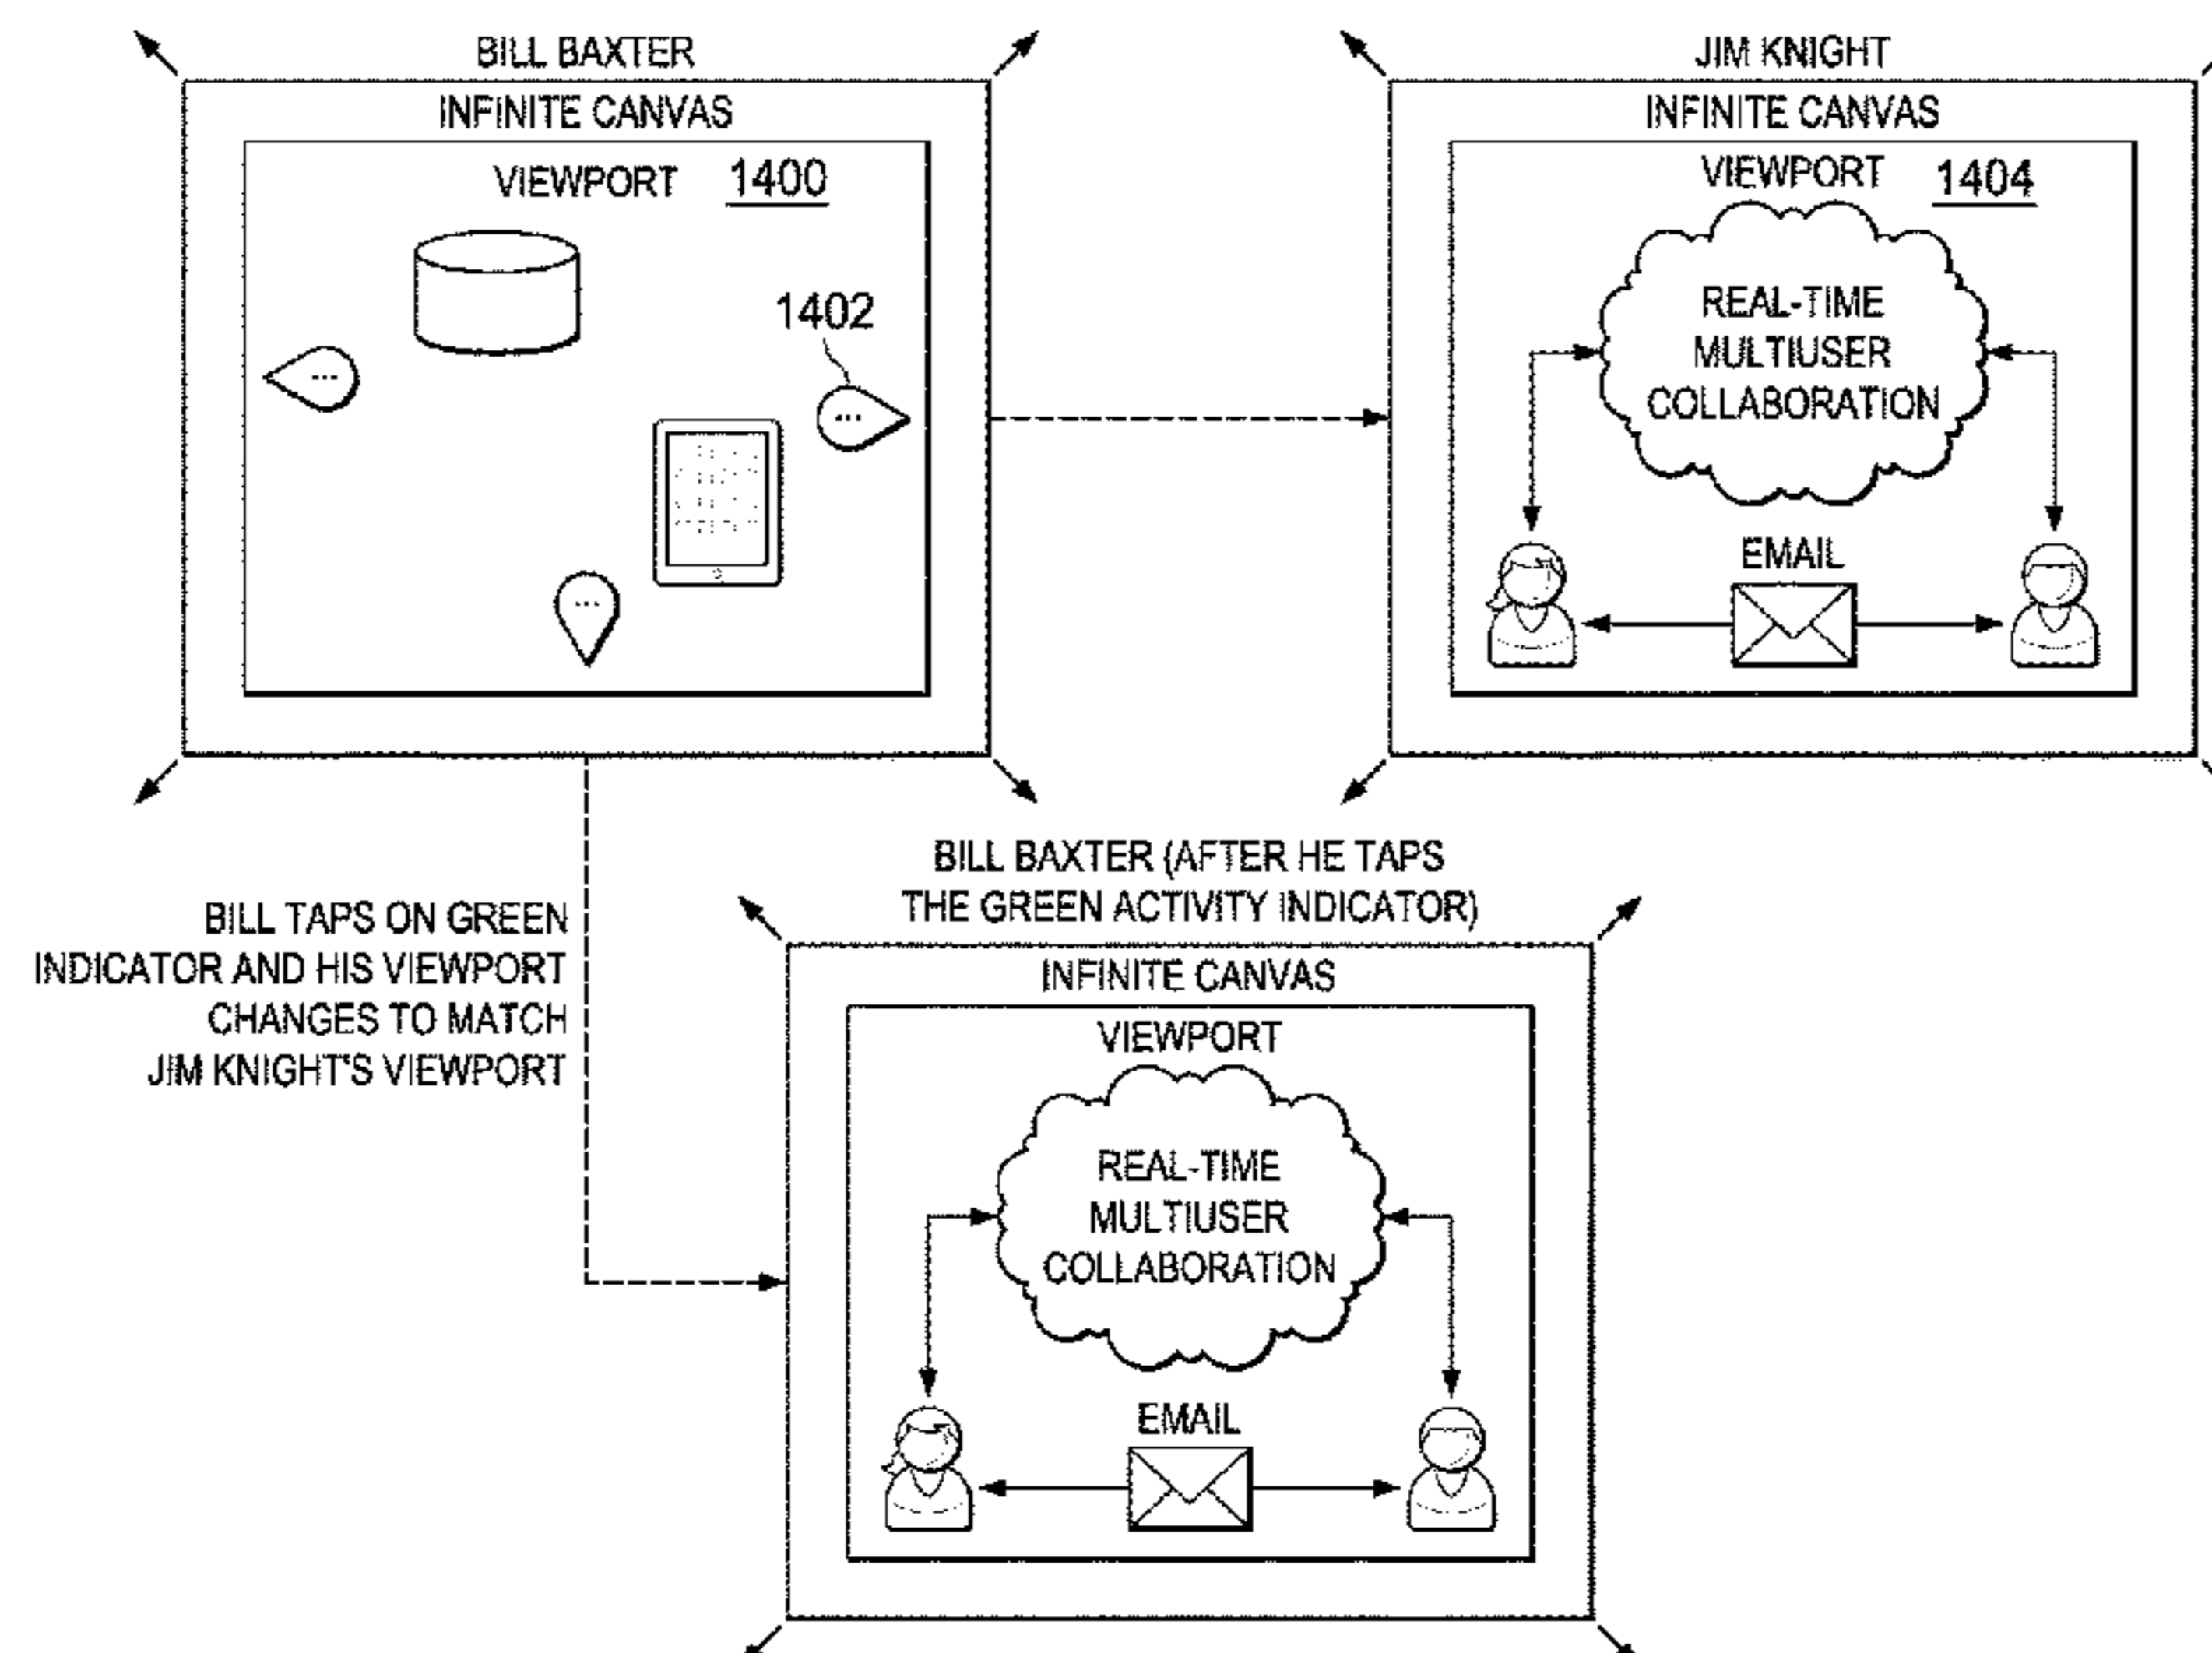 BILL BAXTER
INFINITE CANVAS
VIEWPORT 1400
1402
...
...
...
JIM KNIGHT
INFINITE CANVAS
VIEWPORT 1404
REAL-TIME
MULTIUSER
COLLABORATION
EMAIL
BILL TAPS ON GREEN
INDICATOR AND HIS VIEWPORT
CHANGES TO MATCH
JIM KNIGHT'S VIEWPORT
BILL BAXTER (AFTER HE TAPS
THE GREEN ACTIVITY INDICATOR)
INFINITE CANVAS
VIEWPORT
REAL-TIME
MULTIUSER
COLLABORATION
EMAIL